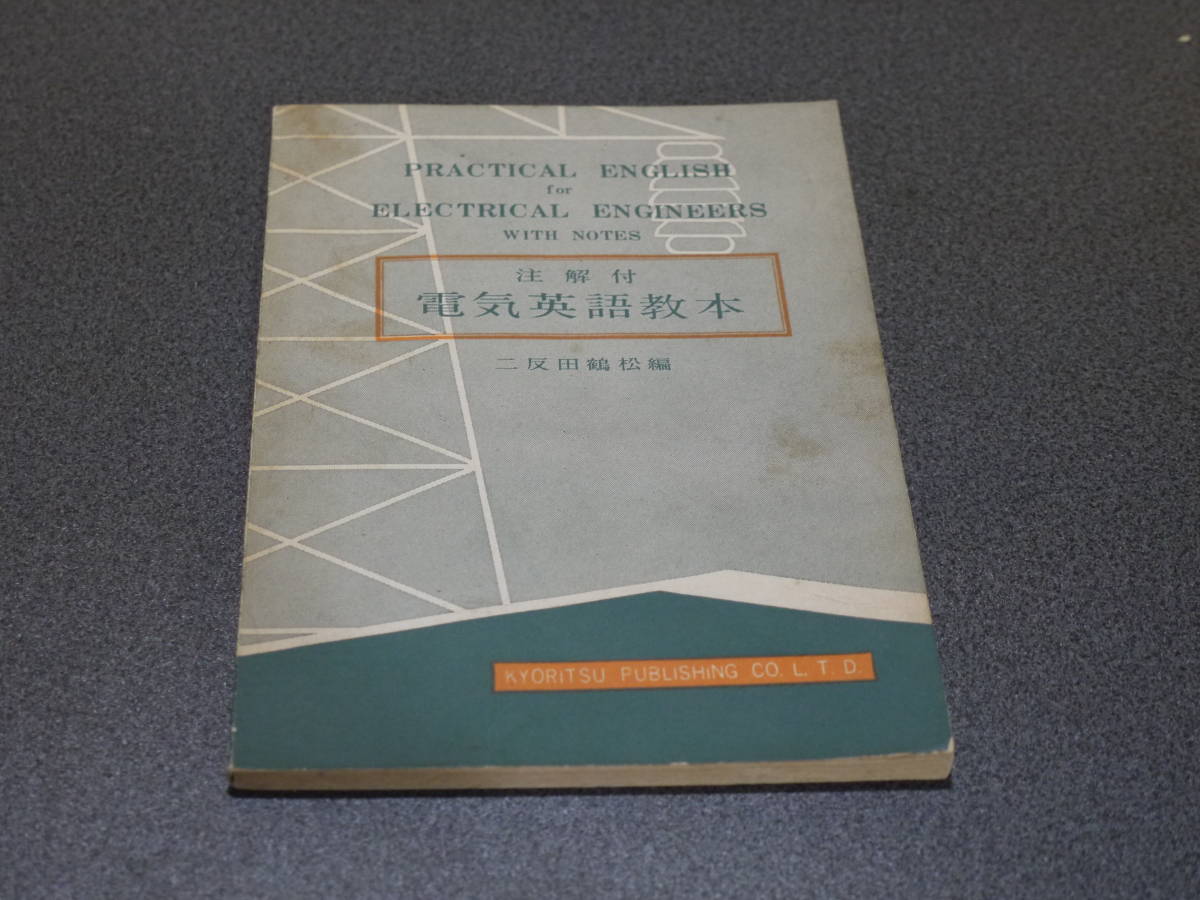 PRACTICAL ENGLISH
for
ELECTRICAL ENGINEERS
WITH NOTES
注解付
電気英語教本
二反田鶴松編
KYORITSU PUBLISHING CO. L. T. D.